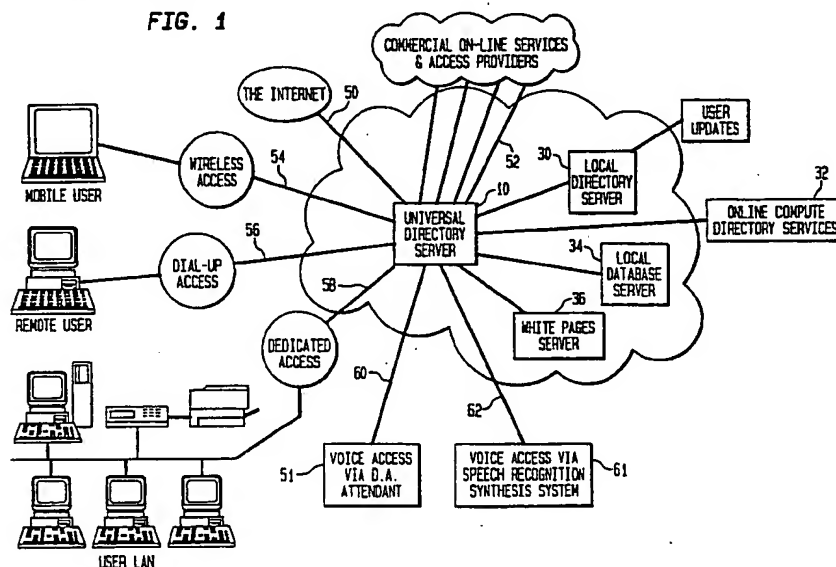 FIG. 1
COMMERCIAL ON-LINE SERVICES
& ACCESS PROVIDERS
THE INTERNET
50
52
USER
UPDATES
MOBILE USER
WIRELESS
ACCESS
54
10
30
LOCAL
DIRECTORY
SERVER
32
ONLINE COMPUTE
DIRECTORY SERVICES
UNIVERSAL
DIRECTORY
SERVER
REMOTE USER
DIAL-UP
ACCESS
56
58
34
LOCAL
DATABASE
SERVER
36
WHITE PAGES
SERVER
DEDICATED
ACCESS
60
62
51
VOICE ACCESS
VIA D.A.
ATTENDANT
VOICE ACCESS VIA
SPEECH RECOGNITION
SYNTHESIS SYSTEM
61
USER LAN